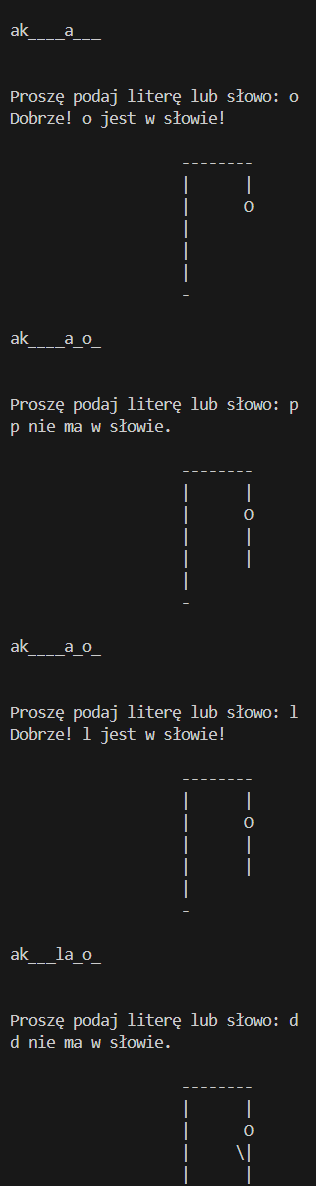 ak____a___
Proszę podaj literę lub słowo: o
Dobrze! o jest w słowie!
--------
|      |
|      O
|
|
|
-
ak____a_o_
Proszę podaj literę lub słowo: p
p nie ma w słowie.
--------
|      |
|      O
|      |
|      |
|
-
ak____a_o_
Proszę podaj literę lub słowo: l
Dobrze! l jest w słowie!
--------
|      |
|      O
|      |
|      |
|
-
ak___la_o_
Proszę podaj literę lub słowo: d
d nie ma w słowie.
--------
|      |
|      O
|     \|
|      |